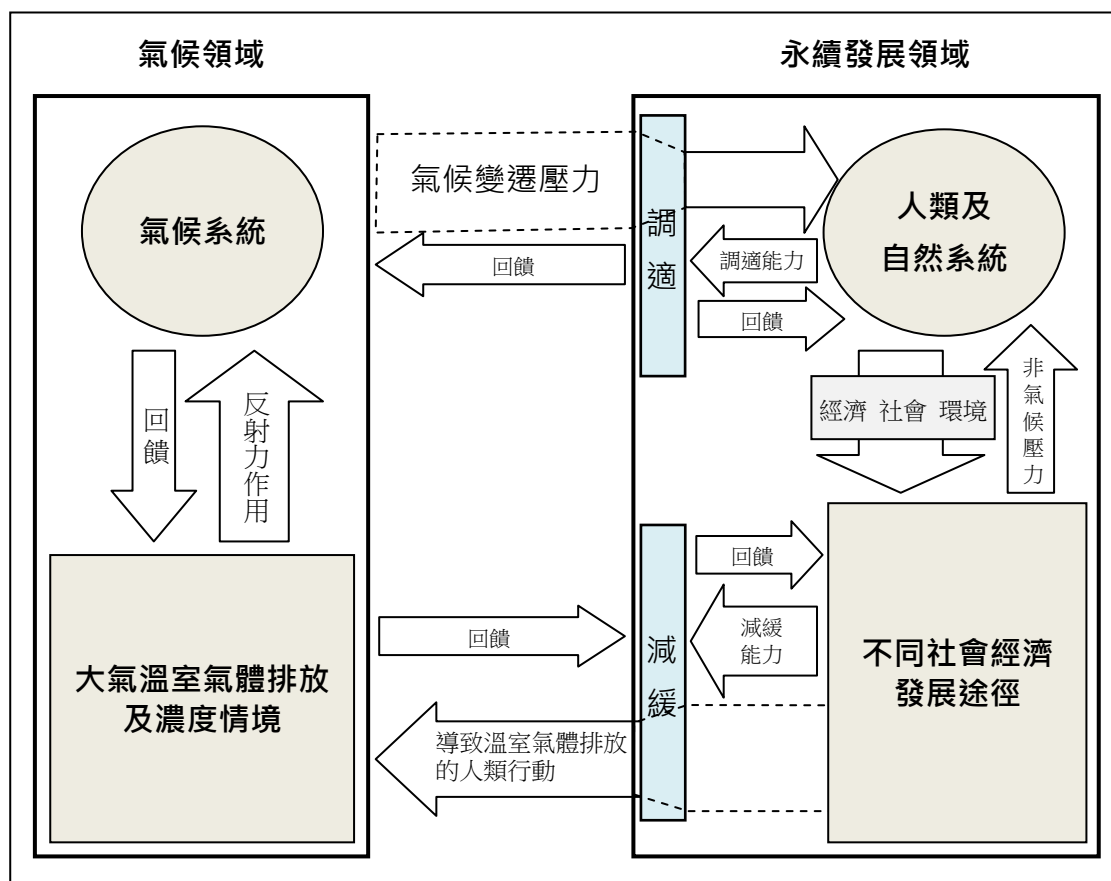 氣候領域
永續發展領域
氣候系統
氣候變遷壓力
調適
人類及
自然系統
調適能力
回饋
回饋
回饋
反射力作用
經濟 社會 環境
非氣候壓力
大氣溫室氣體排放
及濃度情境
回饋
減緩
回饋
減緩
能力
不同社會經濟
發展途徑
導致溫室氣體排放
的人類行動